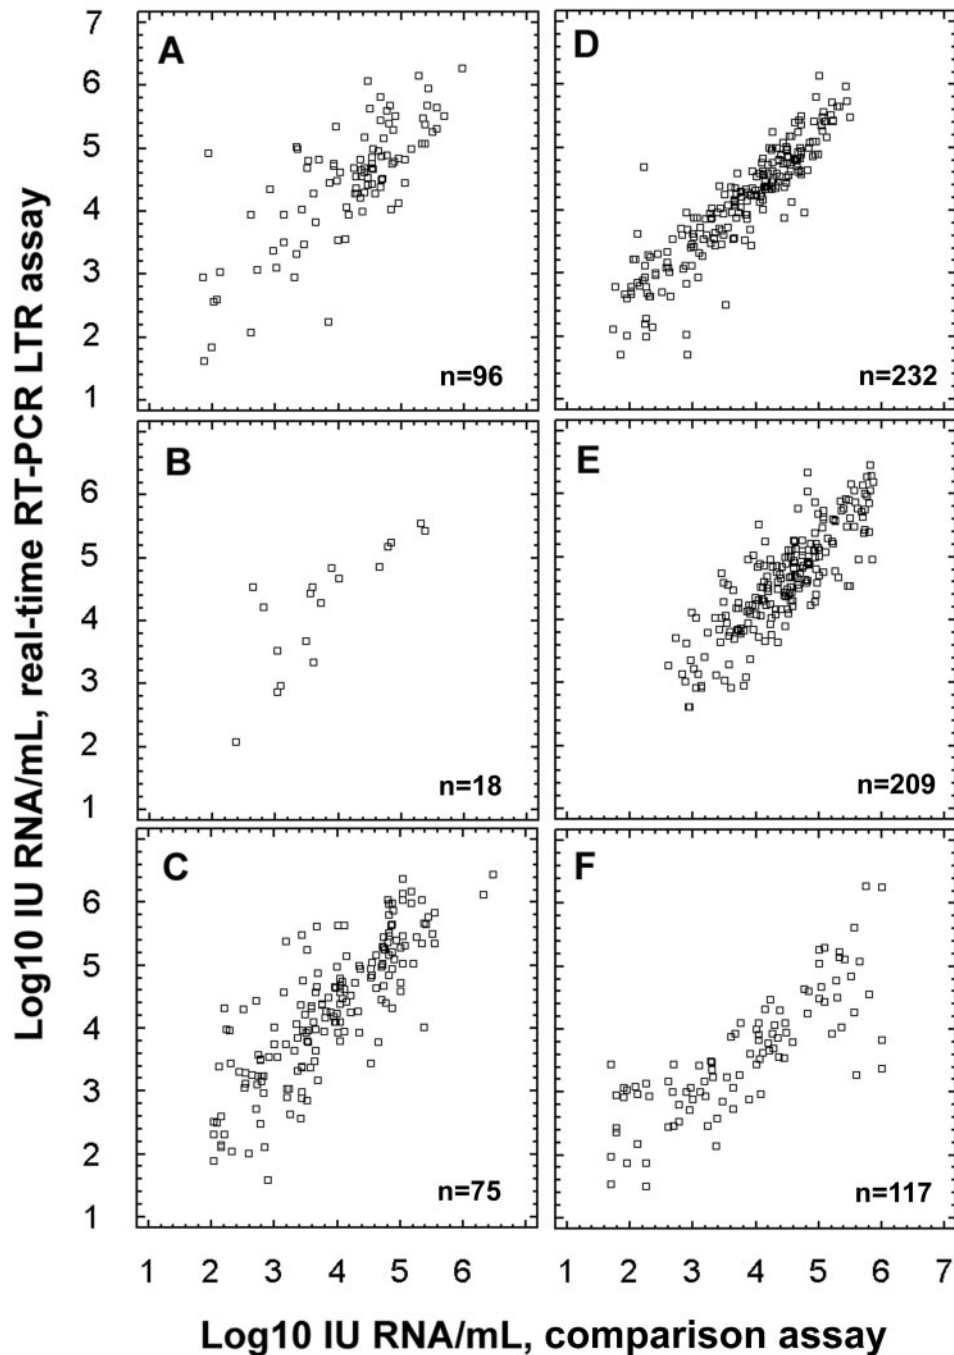 Log10 IU RNA/mL, real-time RT-PCR LTR assay
7
6
5
4
3
2
1
A
n=96
D
n=232
6
5
4
3
2
1
B
n=18
E
n=209
6
5
4
3
2
1
C
n=75
F
n=117
1 2 3 4 5 6 1 2 3 4 5 6 7
Log10 IU RNA/mL, comparison assay